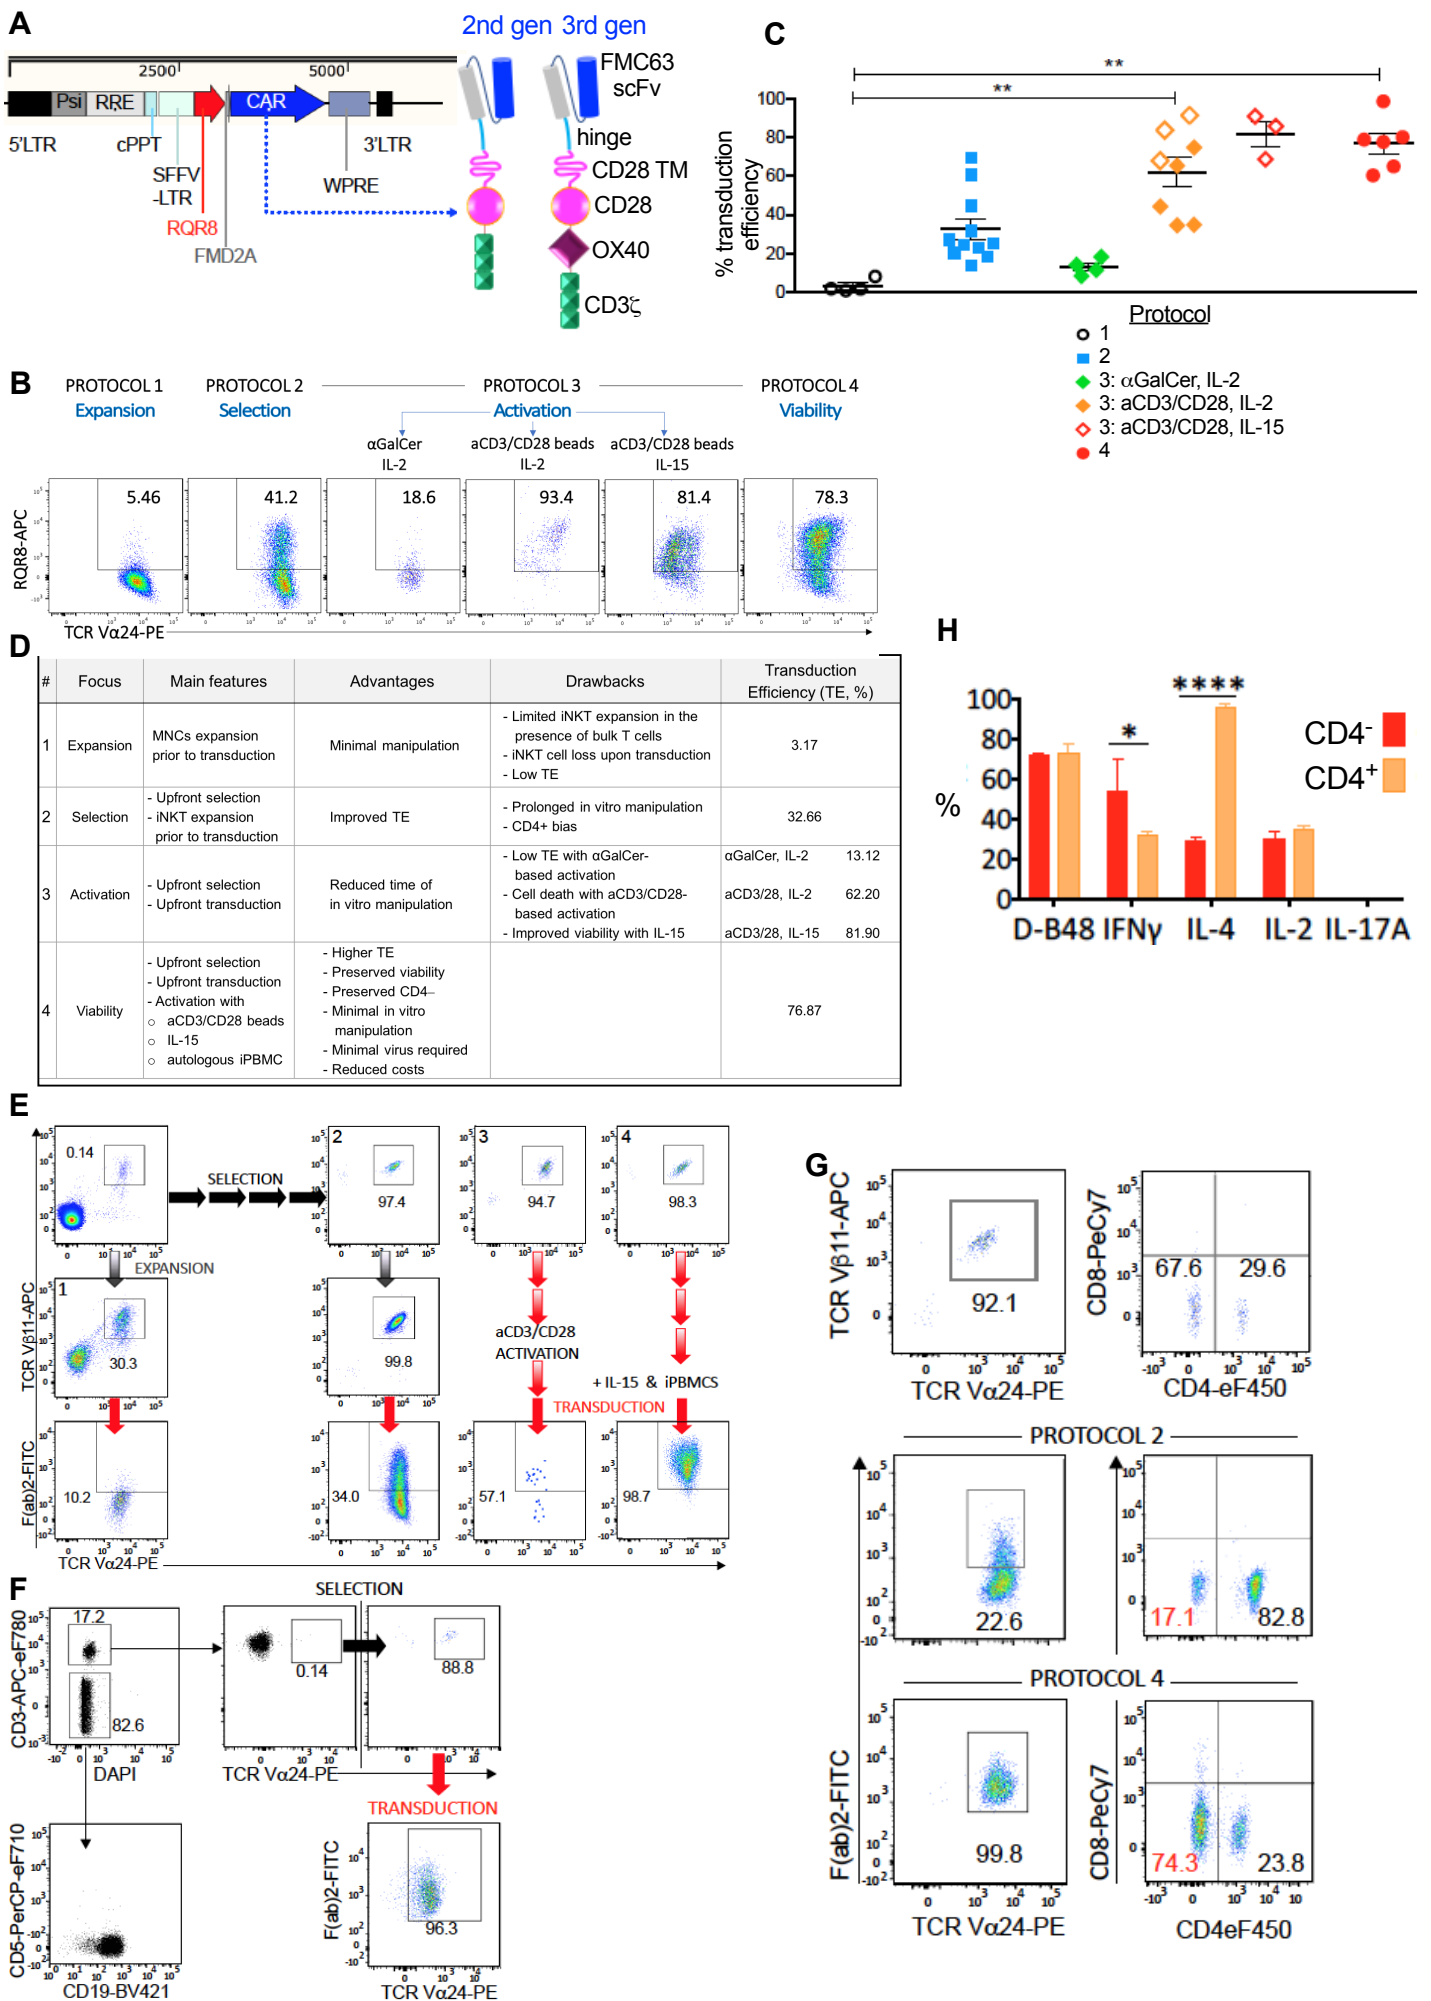 A
2nd gen 3rd gen
2500
5000
Psi
RRE
CAR
5'LTR
cPPT
3'LTR
SFFV
-LTR
WPRE
RQR8
FMD2A
FMC63
scFv
hinge
CD28 TM
CD28
OX40
CD3ζ
C
**
**
% transduction
efficiency
100
80
60
40
20
0
Protocol
1
2
3: αGalCer, IL-2
3: aCD3/CD28, IL-2
3: aCD3/CD28, IL-15
4
B
PROTOCOL 1
PROTOCOL 2
PROTOCOL 3
PROTOCOL 4
Expansion
Selection
Activation
Viability
αGalCer
IL-2
aCD3/CD28 beads
IL-2
aCD3/CD28 beads
IL-15
5.46
41.2
18.6
93.4
81.4
78.3
RQR8-APC
TCR Vα24-PE
D
# Focus Main features Advantages Drawbacks Transduction
Efficiency (TE, %)
1 Expansion
MNCs expansion
prior to transduction
Minimal manipulation
- Limited iNKT expansion in the
presence of bulk T cells
- iNKT cell loss upon transduction
- Low TE
3.17
2 Selection
- Upfront selection
- iNKT expansion
prior to transduction
Improved TE
- Prolonged in vitro manipulation
- CD4+ bias
32.66
3 Activation
- Upfront selection
- Upfront transduction
Reduced time of
in vitro manipulation
- Low TE with αGalCer-
based activation
- Cell death with aCD3/CD28-
based activation
- Improved viability with IL-15
αGalCer, IL-2 13.12
aCD3/28, IL-2 62.20
aCD3/28, IL-15 81.90
4 Viability
- Upfront selection
- Upfront transduction
- Activation with
o aCD3/CD28 beads
o IL-15
o autologous iPBMC
- Higher TE
- Preserved viability
- Preserved CD4–
- Minimal in vitro
manipulation
- Minimal virus required
- Reduced costs
76.87
H
****
*
100
80
60
40
20
0
%
CD4-
CD4+
D-B48 IFNγ IL-4 IL-2 IL-17A
E
0.14
SELECTION
2
97.4
3
94.7
4
98.3
EXPANSION
1
30.3
99.8
aCD3/CD28
ACTIVATION
+ IL-15 & iPBMCS
TRANSDUCTION
10.2
34.0
57.1
98.7
TCR Vβ11-APC
F(ab)2-FITC
TCR Vα24-PE
F
SELECTION
17.2
82.6
CD3-APC-eF780
DAPI
0.14
88.8
TCR Vα24-PE
TRANSDUCTION
CD5-PerCP-eF710
CD19-BV421
F(ab)2-FITC
96.3
TCR Vα24-PE
G
TCR Vβ11-APC
92.1
TCR Vα24-PE
CD8-PeCy7
67.6
29.6
CD4-eF450
PROTOCOL 2
22.6
17.1
82.8
PROTOCOL 4
F(ab)2-FITC
99.8
TCR Vα24-PE
CD8-PeCy7
74.3
23.8
CD4eF450